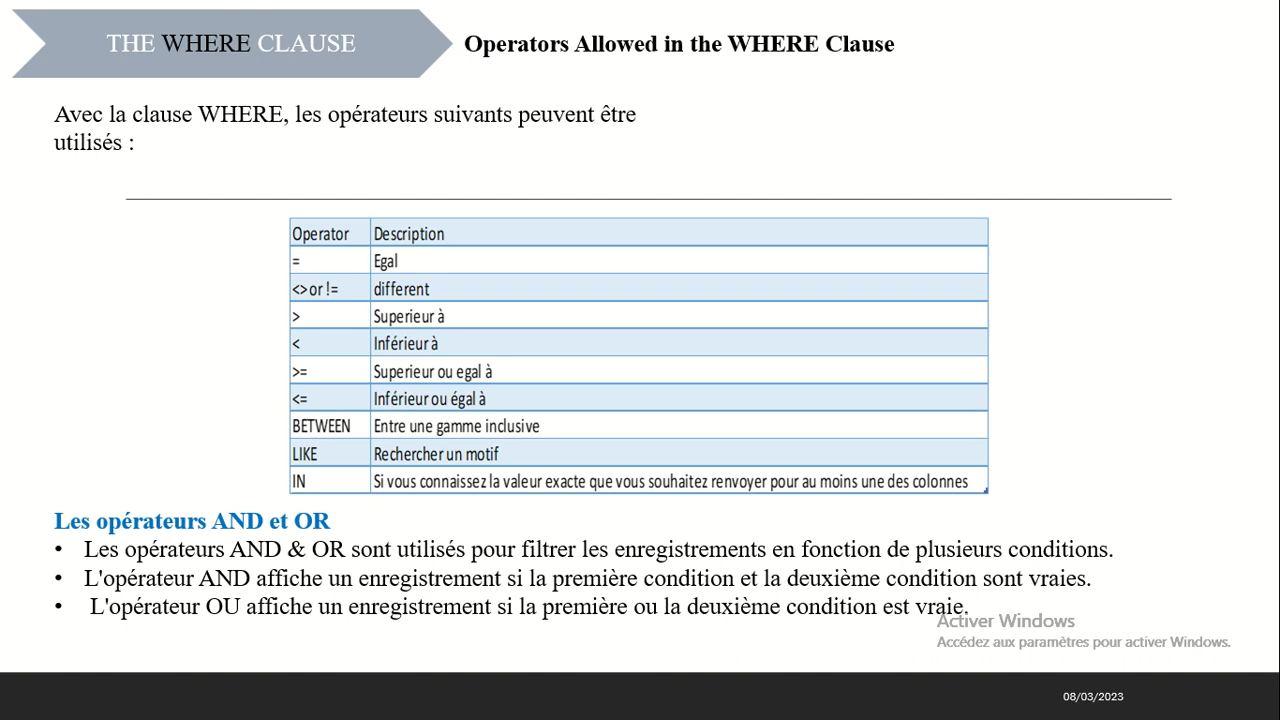 THE WHERE CLAUSE
Operators Allowed in the WHERE Clause
Avec la clause WHERE, les opérateurs suivants peuvent être
utilisés :
Operator Description
= Egal
<> or != different
> Superieur à
< Inférieur à
>= Superieur ou egal à
<= Inférieur ou égal à
BETWEEN Entre une gamme inclusive
LIKE Rechercher un motif
IN Si vous connaissez la valeur exacte que vous souhaitez renvoyer pour au moins une des colonnes
Les opérateurs AND et OR
• Les opérateurs AND & OR sont utilisés pour filtrer les enregistrements en fonction de plusieurs conditions.
• L'opérateur AND affiche un enregistrement si la première condition et la deuxième condition sont vraies.
• L'opérateur OU affiche un enregistrement si la première ou la deuxième condition est vraie.
Activer Windows
Accédez aux paramètres pour activer Windows.
08/03/2023